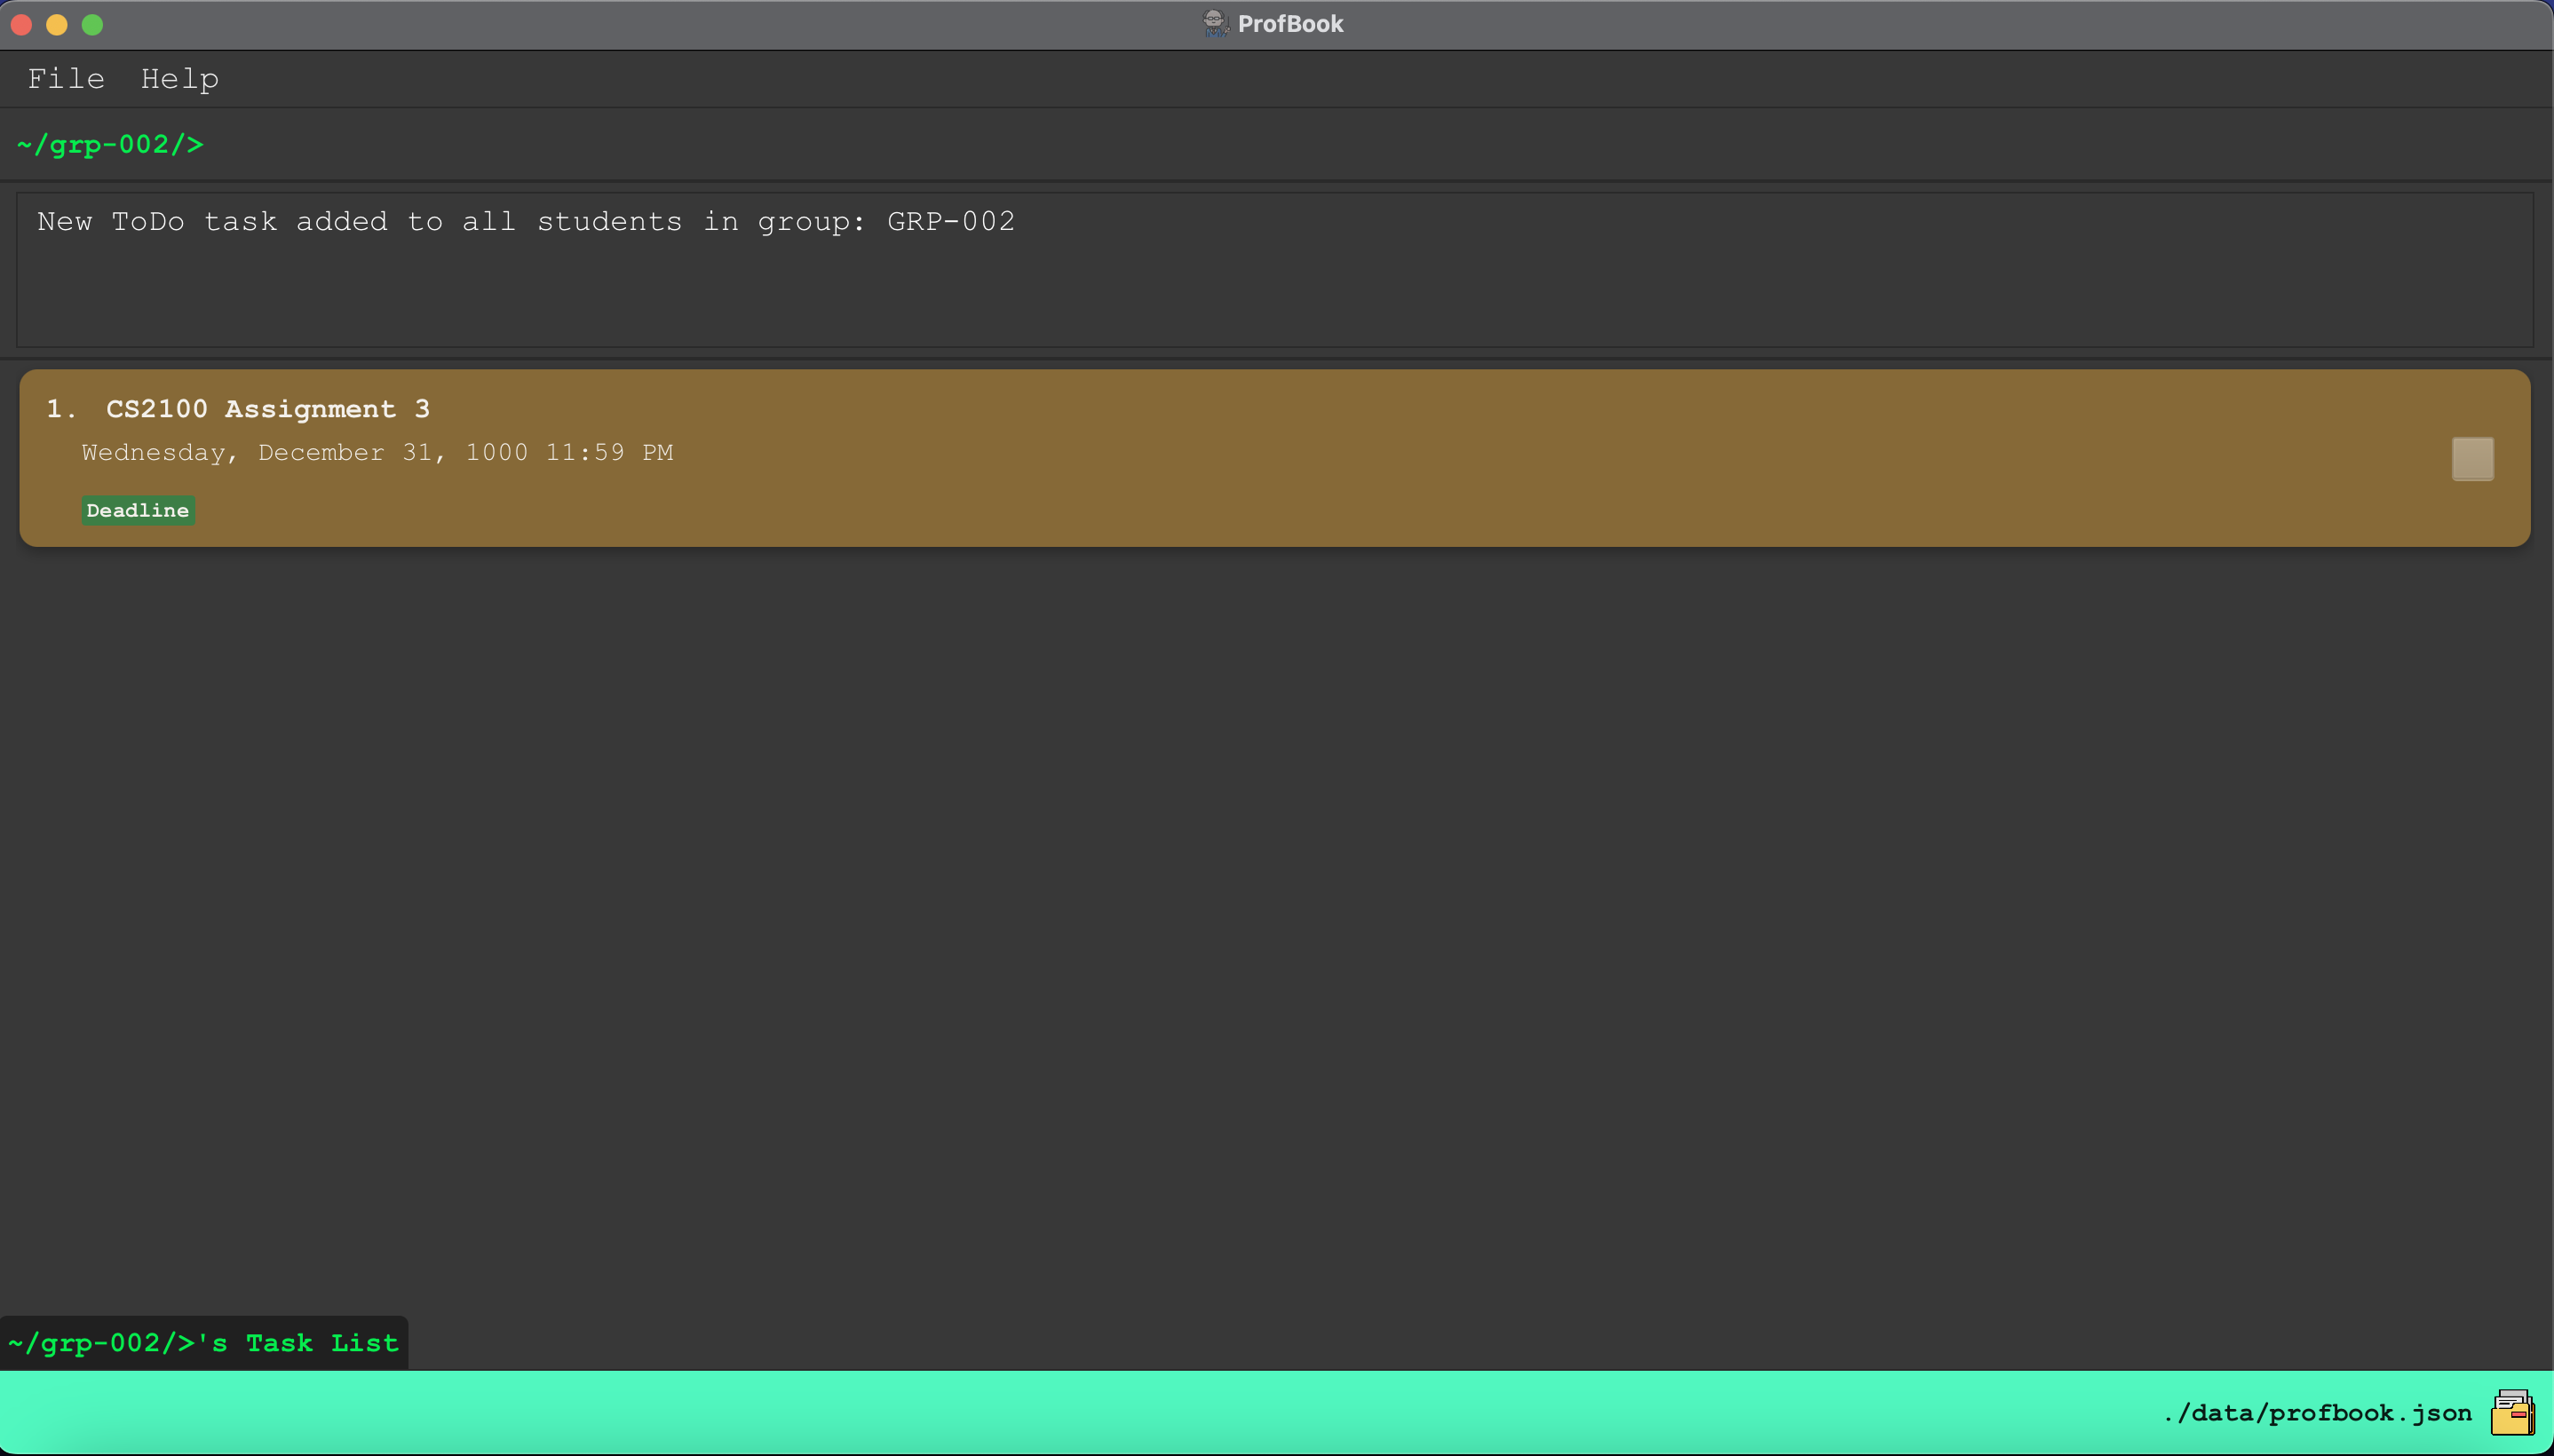 ProfBook
File Help
~/grp-002/>
New ToDo task added to all students in group: GRP-002
1. CS2100 Assignment 3
Wednesday, December 31, 1000 11:59 PM
Deadline
~/grp-002/>'s Task List
./data/profbook.json